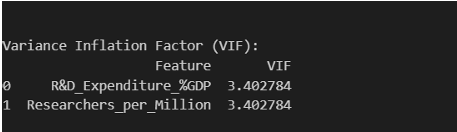 Variance Inflation Factor (VIF):
Feature VIF
0 R&D_Expenditure_%GDP 3.402784
1 Researchers_per_Million 3.402784